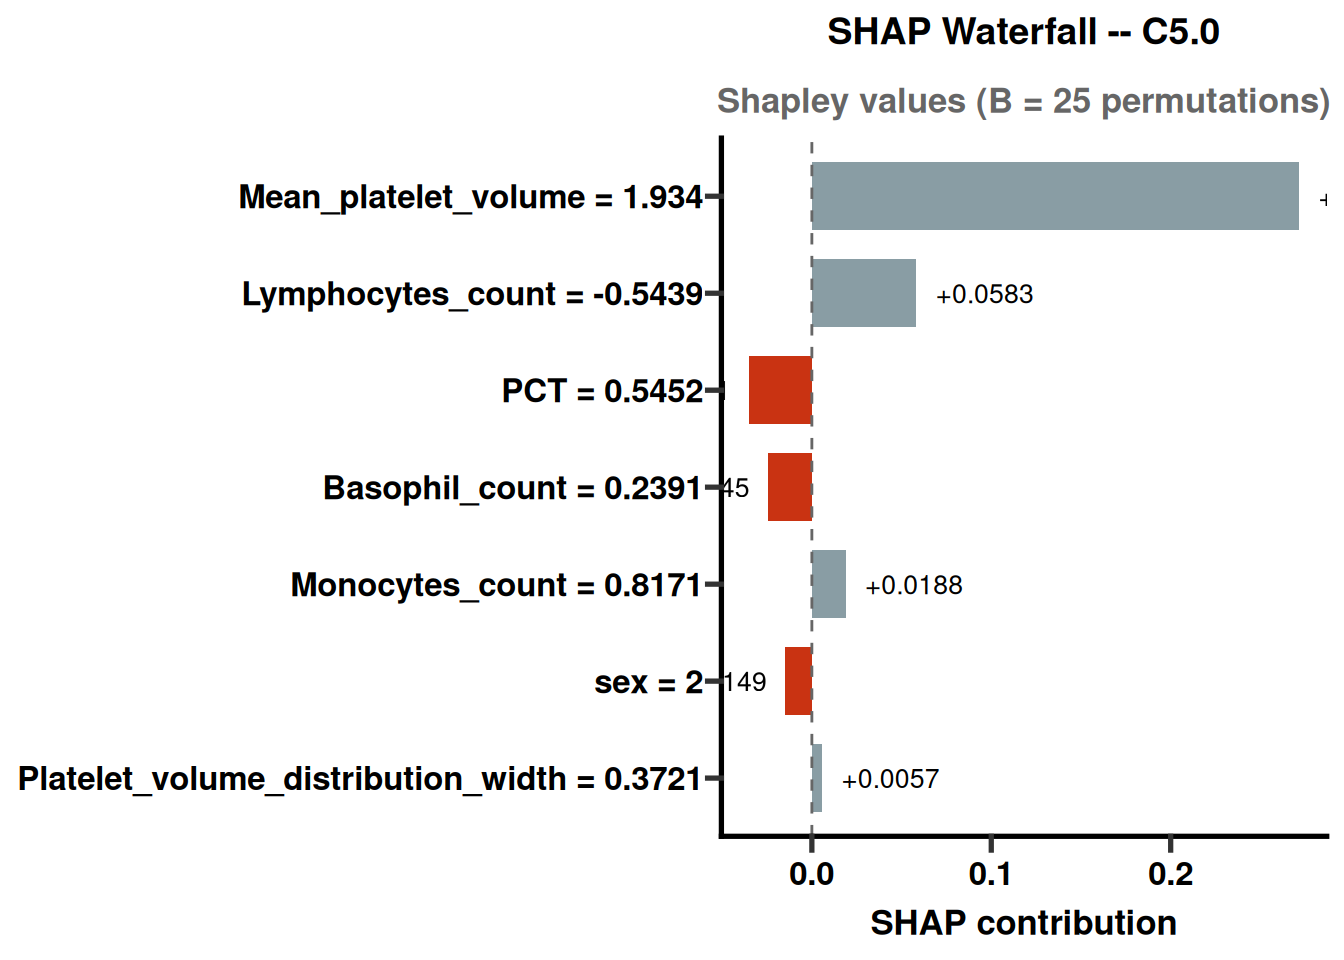 SHAP Waterfall -- C5.0
Shapley values (B = 25 permutations)
Mean_platelet_volume = 1.934
+
Lymphocytes_count = -0.5439
+0.0583
PCT = 0.5452
Basophil_count = 0.2391
45
Monocytes_count = 0.8171
+0.0188
sex = 2
149
Platelet_volume_distribution_width = 0.3721
+0.0057
0.0
0.1
0.2
SHAP contribution